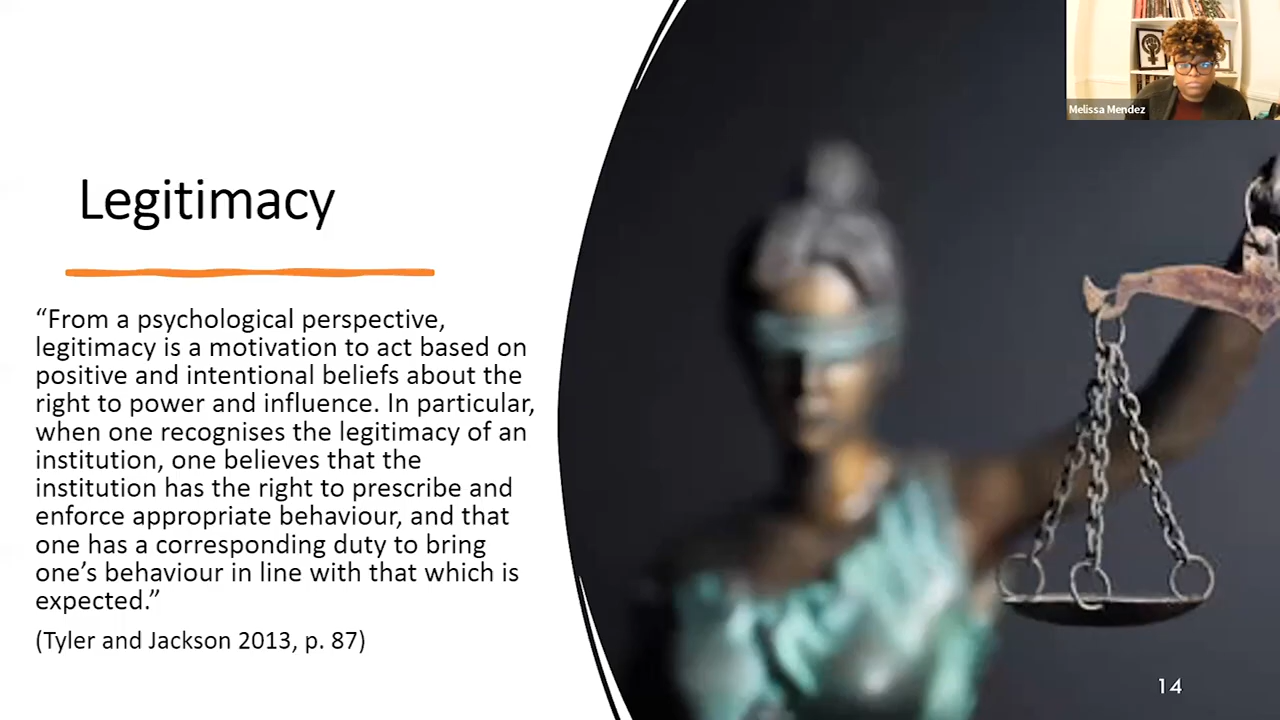 Melissa Mendez
Legitimacy
“From a psychological perspective,
legitimacy is a motivation to act based on
positive and intentional beliefs about the
right to power and influence. In particular,
when one recognises the legitimacy of an
institution, one believes that the
institution has the right to prescribe and
enforce appropriate behaviour, and that
one has a corresponding duty to bring
one’s behaviour in line with that which is
expected.”
(Tyler and Jackson 2013, p. 87)
14